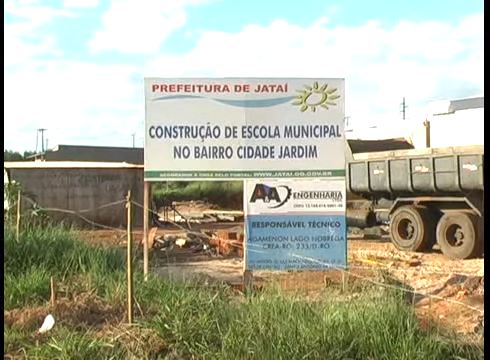 PREFEITURA DE JATAÍ
CONSTRUÇÃO DE ESCOLA MUNICIPAL
NO BAIRRO CIDADE JARDIM
WWW.JATAI.GO.GOV.BR
ENGENHARIA
RESPONSÁVEL TÉCNICO
AGAMENON LAGO NOBREGA